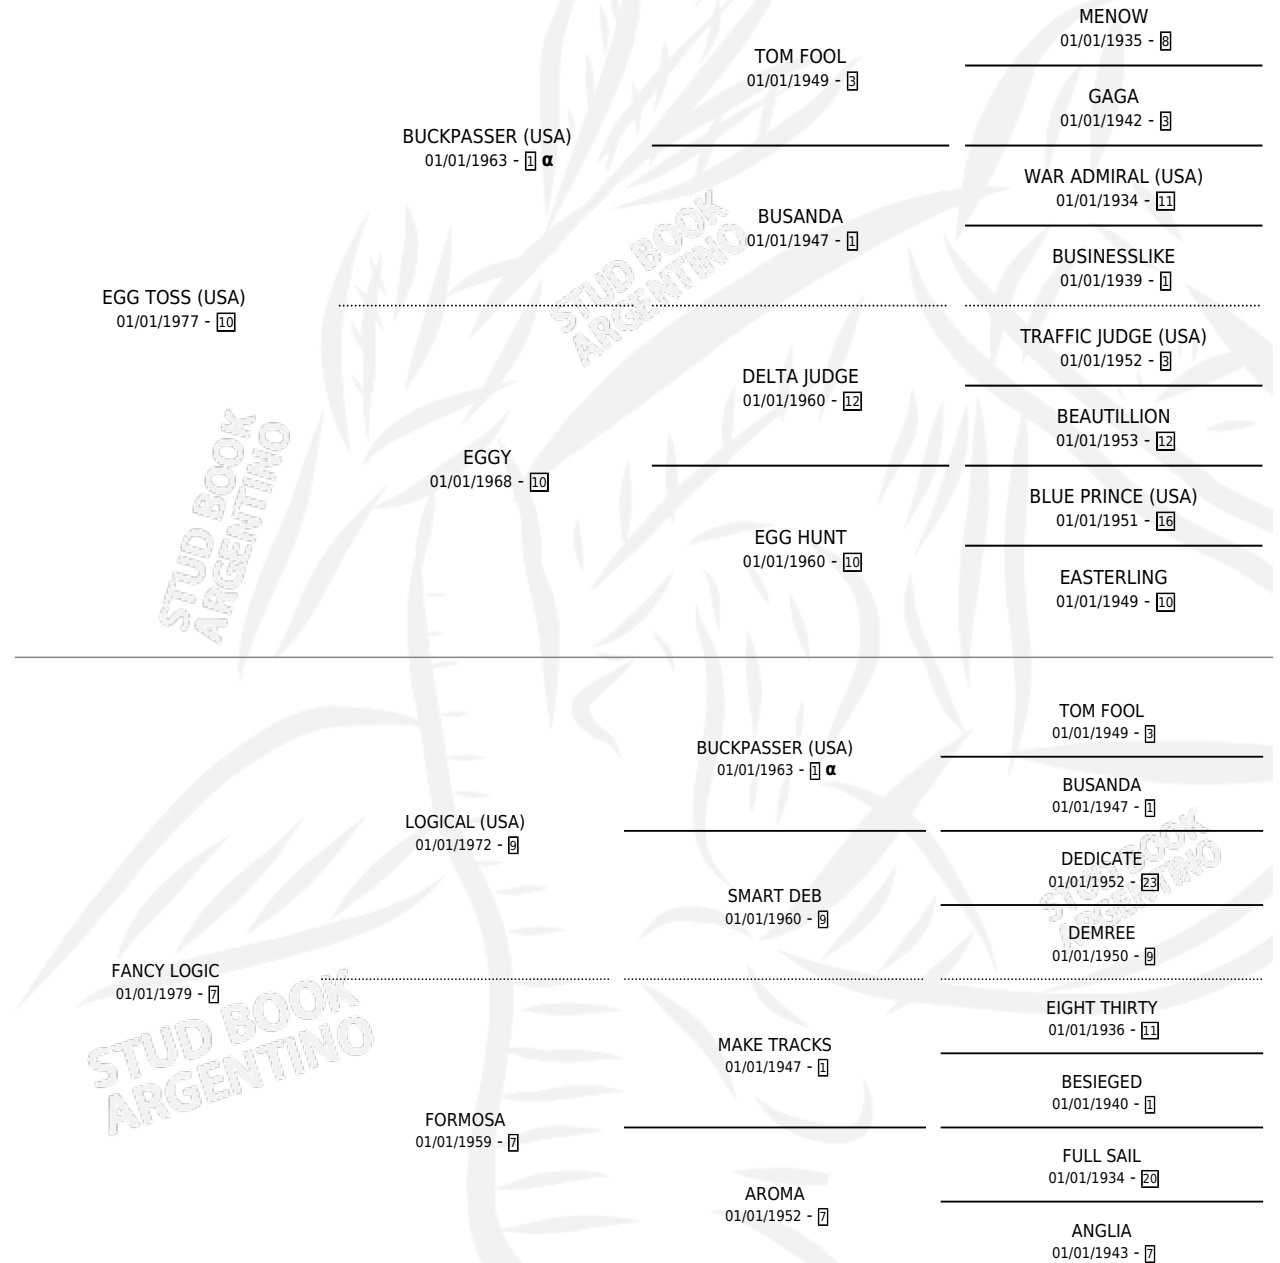 MENOW
01/01/1935 - 8
TOM FOOL
01/01/1949 - 3
GAGA
01/01/1942 - 3
BUCKPASSER (USA)
01/01/1963 - 1 α
WAR ADMIRAL (USA)
01/01/1934 - 11
BUSANDA
01/01/1947 - 1
BUSINESSLIKE
01/01/1939 - 1
EGG TOSS (USA)
01/01/1977 - 10
TRAFFIC JUDGE (USA)
01/01/1952 - 3
DELTA JUDGE
01/01/1960 - 12
BEAUTILLION
01/01/1953 - 12
EGGY
01/01/1968 - 10
BLUE PRINCE (USA)
01/01/1951 - 16
EGG HUNT
01/01/1960 - 10
EASTERLING
01/01/1949 - 10
TOM FOOL
01/01/1949 - 3
BUCKPASSER (USA)
01/01/1963 - 1 α
BUSANDA
01/01/1947 - 1
LOGICAL (USA)
01/01/1972 - 9
DEDICATE
01/01/1952 - 23
SMART DEB
01/01/1960 - 9
DEMREE
01/01/1950 - 9
FANCY LOGIC
01/01/1979 - 7
EIGHT THIRTY
01/01/1936 - 11
MAKE TRACKS
01/01/1947 - 1
BESIEGED
01/01/1940 - 1
FORMOSA
01/01/1959 - 7
FULL SAIL
01/01/1934 - 20
AROMA
01/01/1952 - 7
ANGLIA
01/01/1943 - 7
STUD BOOK
ARGENTINO
STUD BOOK
ARGENTINO
STUD BOOK
ARGENTINO
STUD BOOK
ARGENTINO